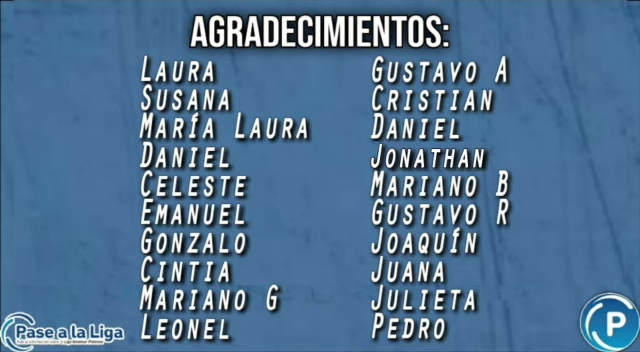 AGRADECIMIENTOS:
LAURA
SUSANA
MARÍA LAURA
DANIEL
CELESTE
EMANUEL
GONZALO
CINTIA
MARIANO G
LEONEL
GUSTAVO A
CRISTIAN
DANIEL
JONATHAN
MARIANO B
GUSTAVO R
JOAQUÍN
JUANA
JULIETA
PEDRO
Pase a la Liga
P